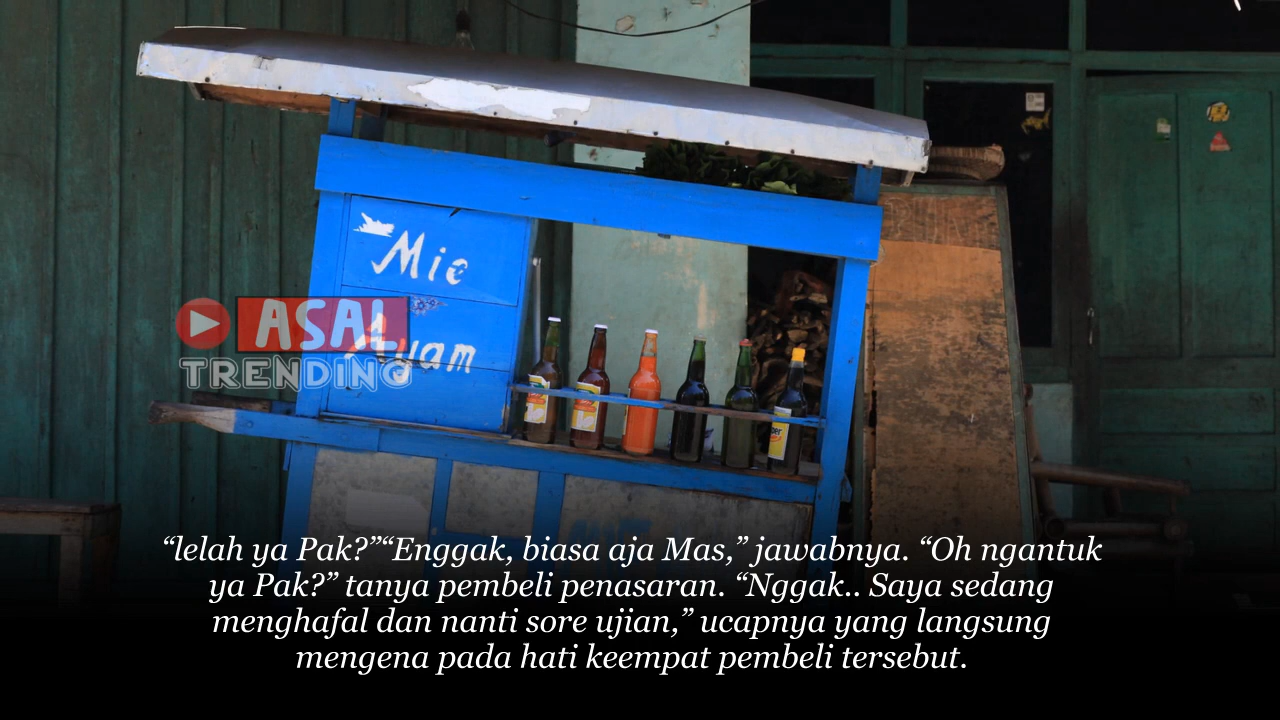 Mie
ASAL
Ayam
TRENDING
“lelah ya Pak?”“Enggak, biasa aja Mas,” jawabnya. “Oh ngantuk
ya Pak?” tanya pembeli penasaran. “Nggak.. Saya sedang
menghafal dan nanti sore ujian,” ucapnya yang langsung
mengena pada hati keempat pembeli tersebut.